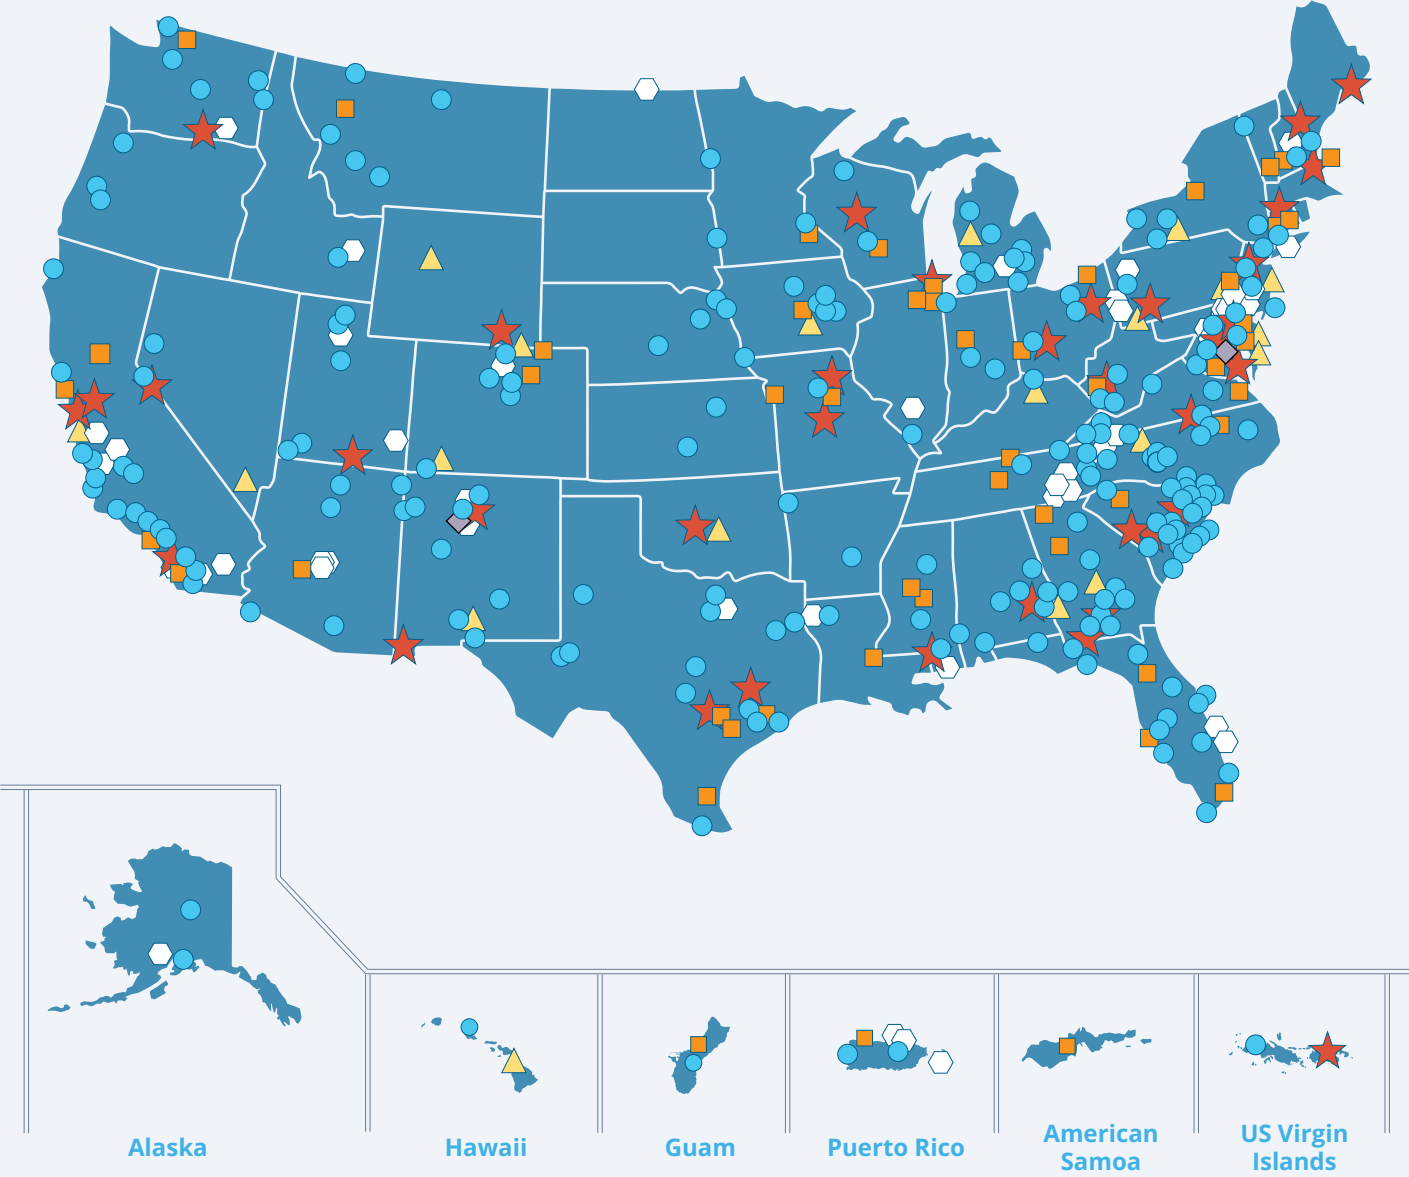 Alaska
Hawaii
Guam
Puerto Rico
American
Samoa
US Virgin
Islands